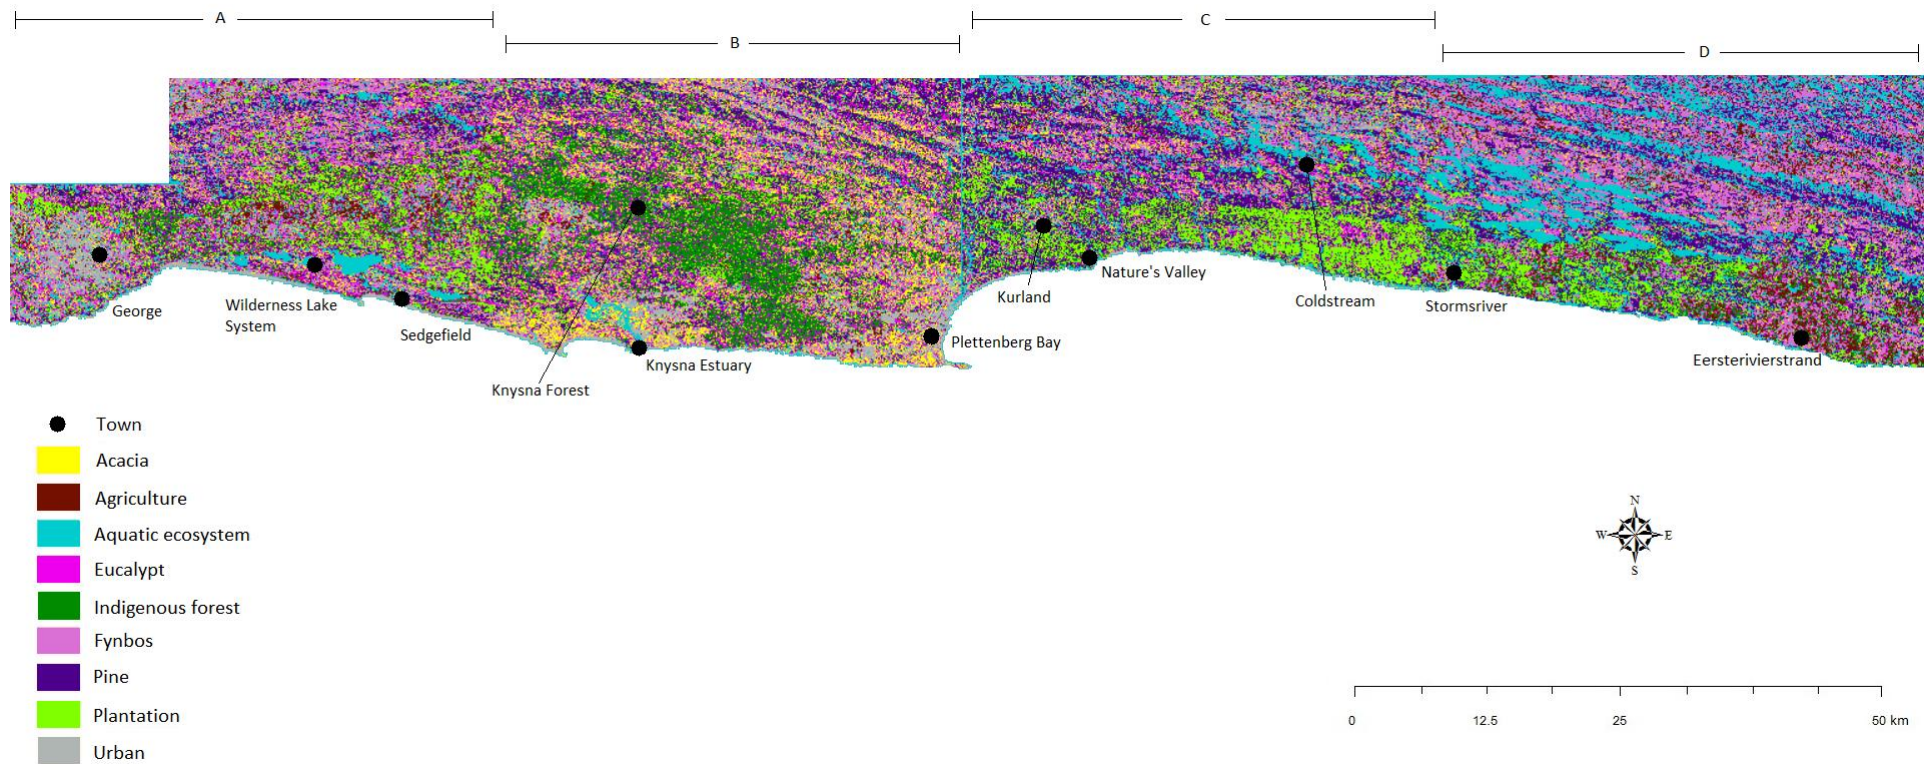 A
B
C
D
George
Wilderness Lake
System
Sedgefield
Knysna Forest
Knysna Estuary
Plettenberg Bay
Kurland
Nature's Valley
Coldstream
Stormsriver
Eersterivierstrand
Town
Acacia
Agriculture
Aquatic ecosystem
Eucalypt
Indigenous forest
Fynbos
Pine
Plantation
Urban
N
W E
S
0 12.5 25 50 km